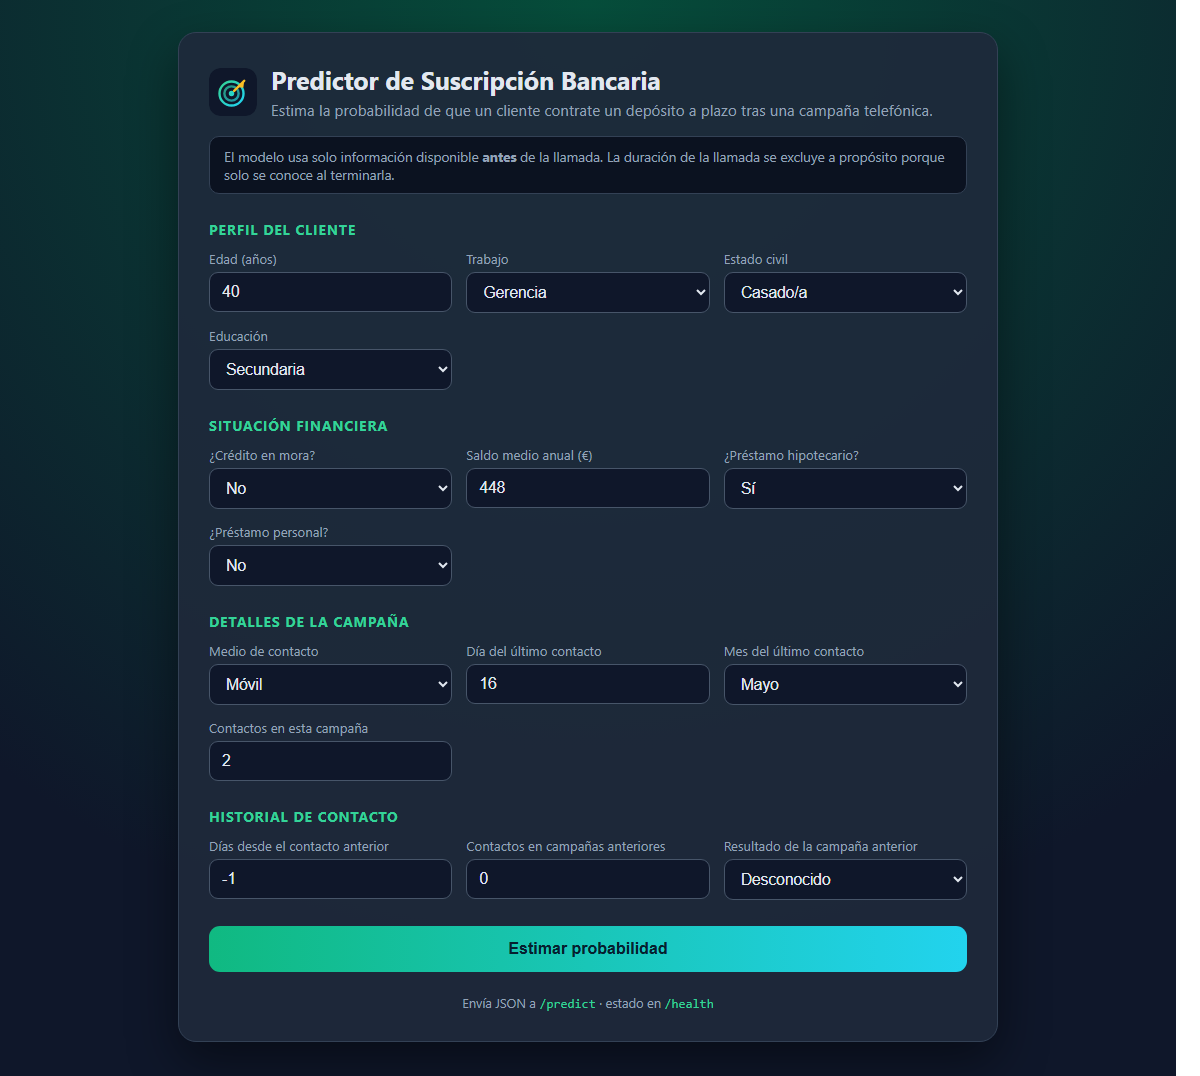 Predictor de Suscripción Bancaria
Estima la probabilidad de que un cliente contrate un depósito a plazo tras una campaña telefónica.
El modelo usa solo información disponible antes de la llamada. La duración de la llamada se excluye a propósito porque
solo se conoce al terminarla.
PERFIL DEL CLIENTE
Edad (años) Trabajo Estado civil
40 Gerencia Casado/a
Educación
Secundaria
SITUACIÓN FINANCIERA
¿Crédito en mora? Saldo medio anual (€) ¿Préstamo hipotecario?
No 448 Sí
¿Préstamo personal?
No
DETALLES DE LA CAMPAÑA
Medio de contacto Día del último contacto Mes del último contacto
Móvil 16 Mayo
Contactos en esta campaña
2
HISTORIAL DE CONTACTO
Días desde el contacto anterior Contactos en campañas anteriores Resultado de la campaña anterior
-1 0 Desconocido
Estimar probabilidad
Envía JSON a /predict · estado en /health